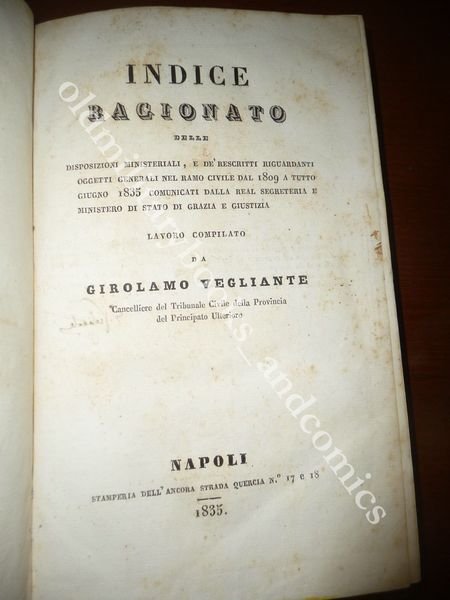 INDICE
RAGIONATO
DELLE
DISPOSIZIONI MINISTERIALI, E DE' RESCRITTI RIGUARDANTI
OGGETTI GENERALI NEL RAMO CIVILE DAL 1809 A TUTTO
GIUGNO 1835 COMUNICATI DALLA REAL SEGRETERIA E
MINISTERO DI STATO DI GRAZIA E GIUSTIZIA
LAVORO COMPILATO
DA
GIROLAMO VEGLIANTE
Cancelliere del Tribunale Civile della Provincia
del Principato Ulteriore
NAPOLI
STAMPERIA DELL' ANCORA STRADA QUERCIA N.° 17 e 18
1835.